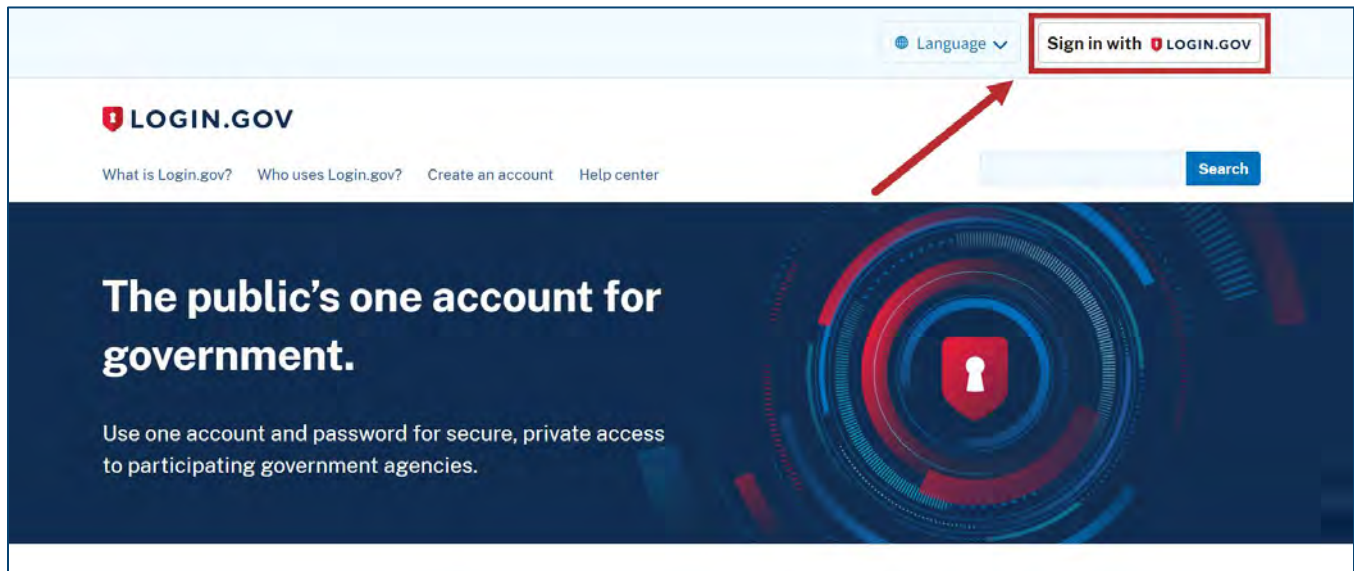 Language
Sign in with LOGIN.GOV
LOGIN.GOV
What is Login.gov? Who uses Login.gov? Create an account Help center
Search
The public’s one account for
government.
Use one account and password for secure, private access
to participating government agencies.